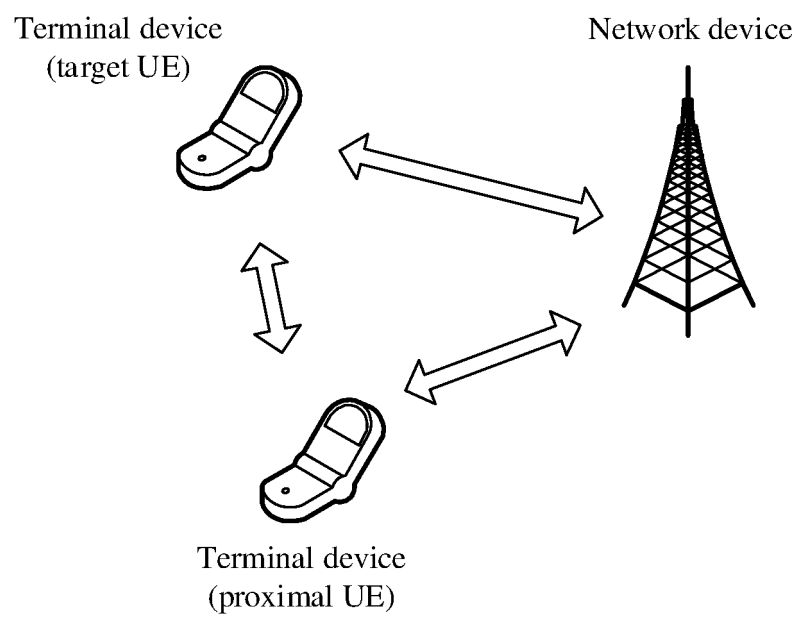 Terminal device
(target UE)
Network device
Terminal device
(proximal UE)